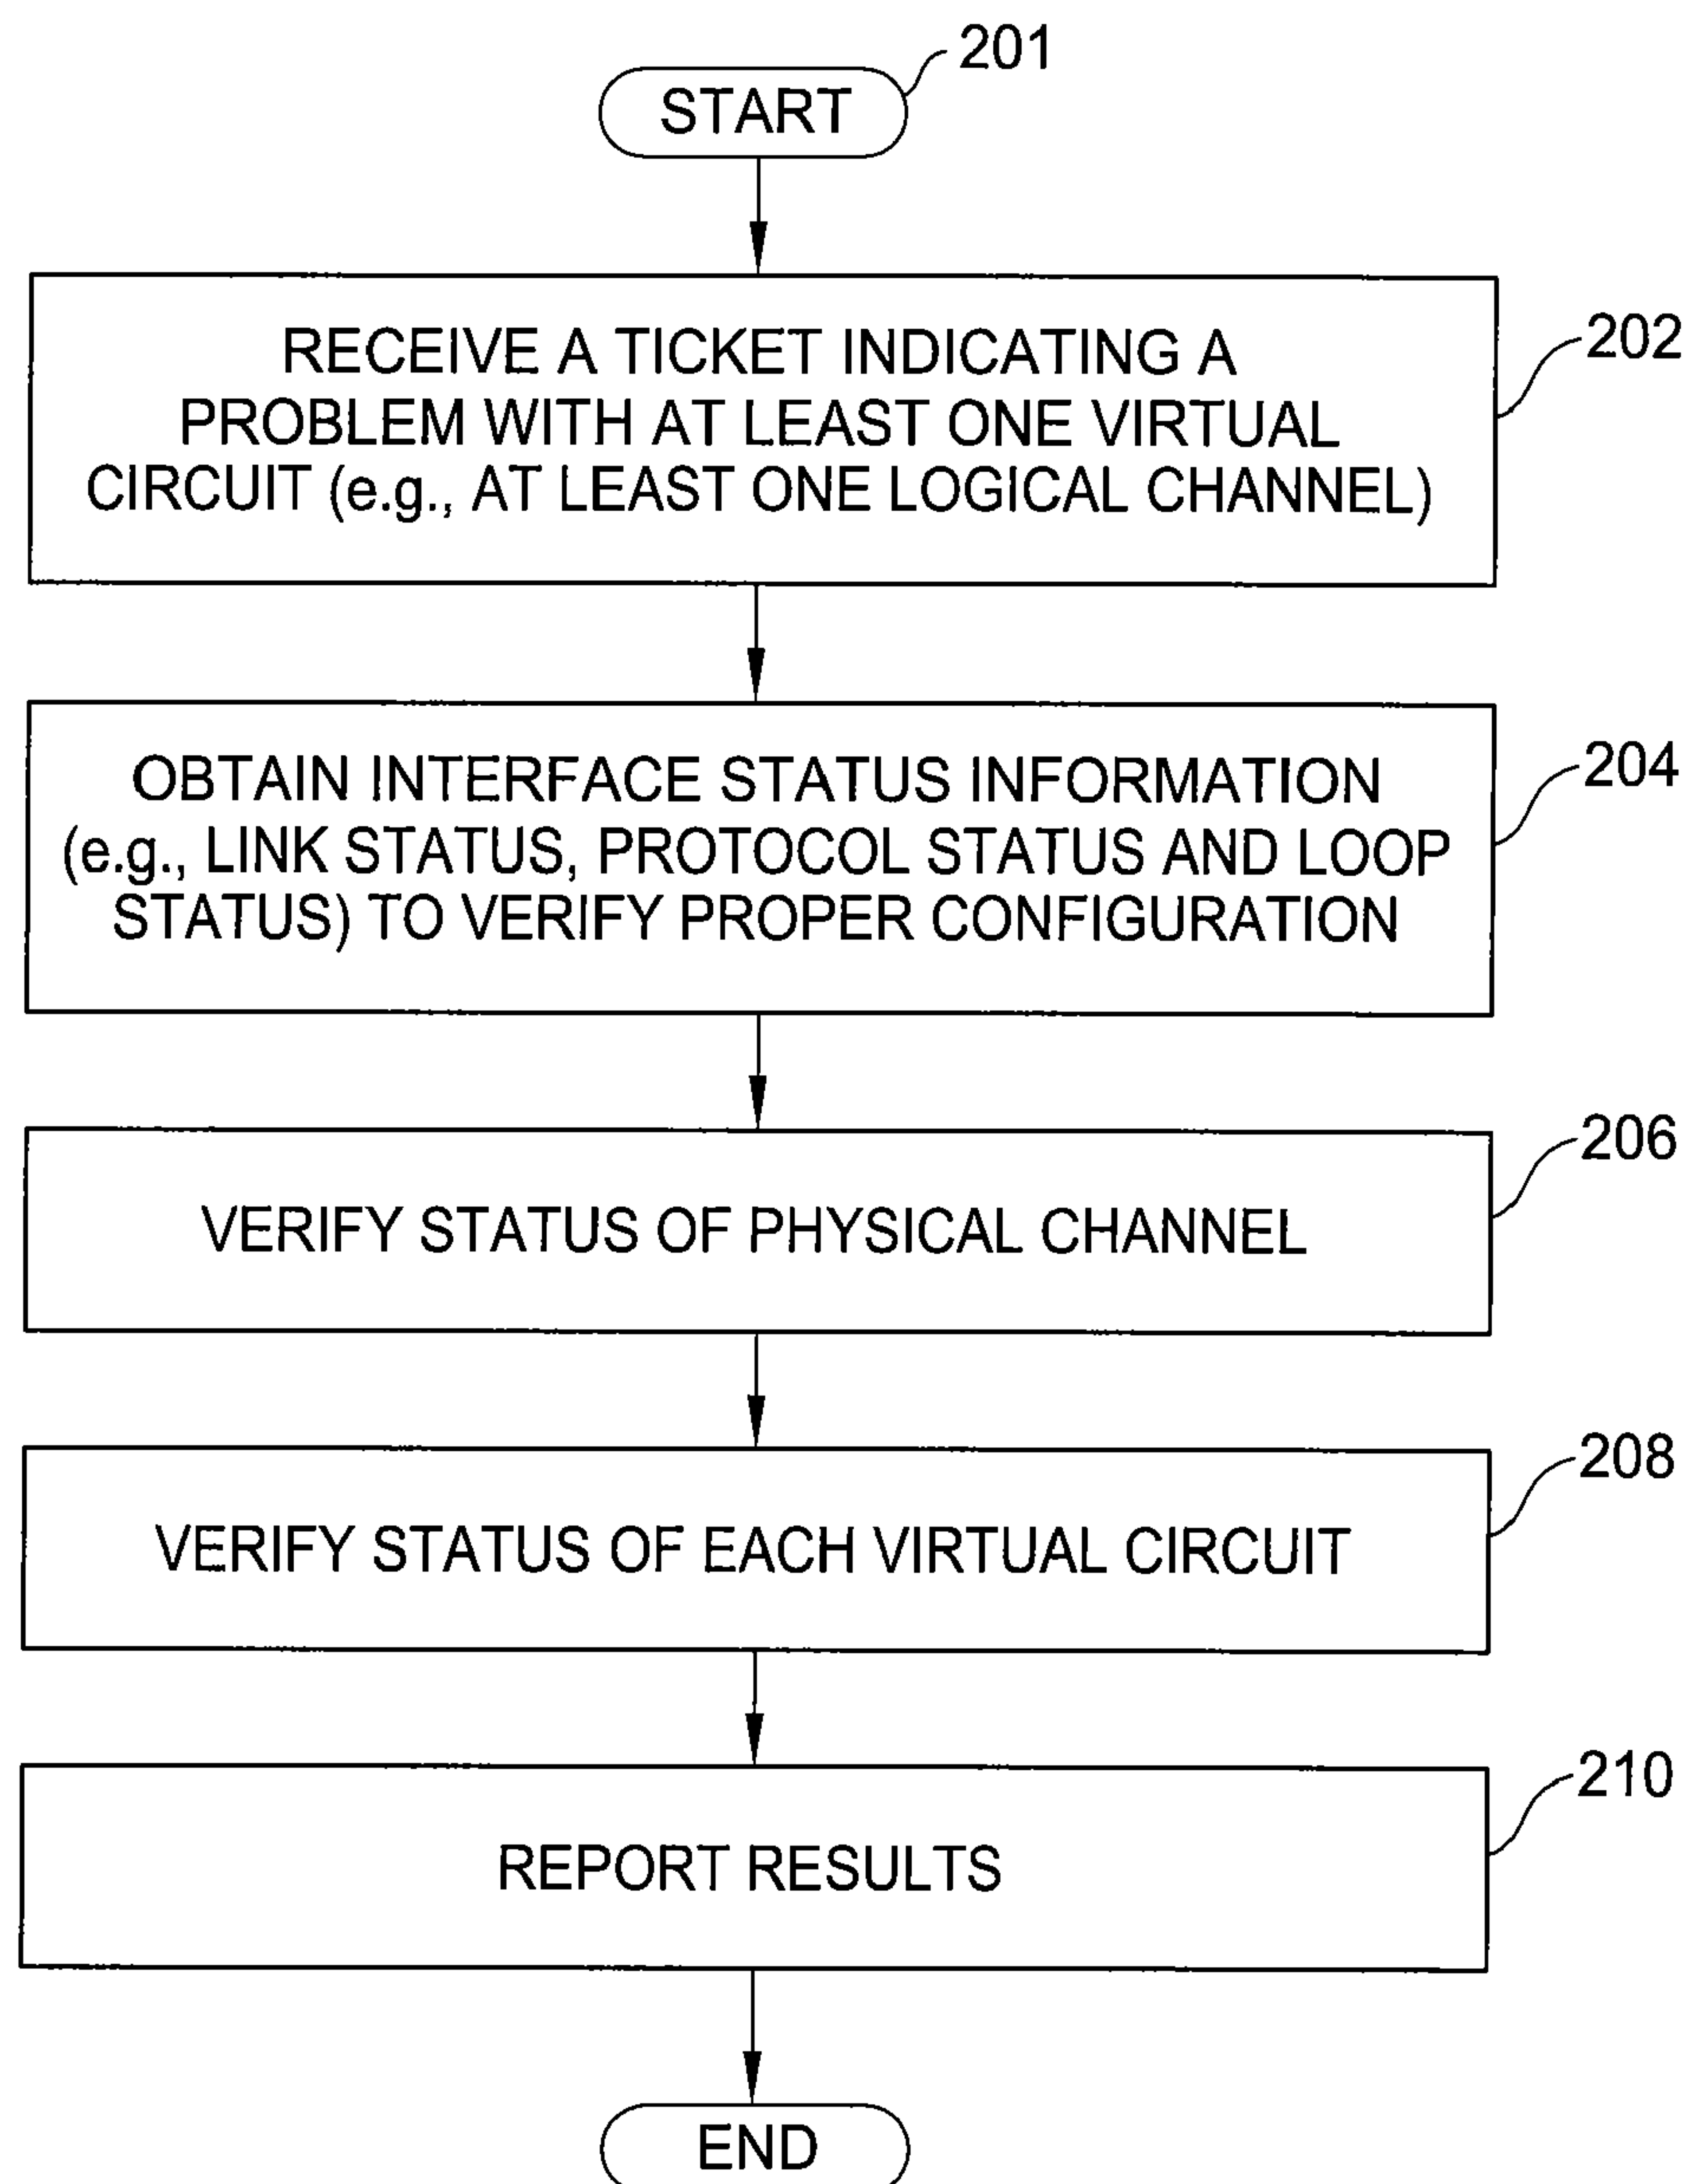 201
START
RECEIVE A TICKET INDICATING A
PROBLEM WITH AT LEAST ONE VIRTUAL
CIRCUIT (e.g., AT LEAST ONE LOGICAL CHANNEL)
202
OBTAIN INTERFACE STATUS INFORMATION
(e.g., LINK STATUS, PROTOCOL STATUS AND LOOP
STATUS) TO VERIFY PROPER CONFIGURATION
204
VERIFY STATUS OF PHYSICAL CHANNEL
206
VERIFY STATUS OF EACH VIRTUAL CIRCUIT
208
REPORT RESULTS
210
END